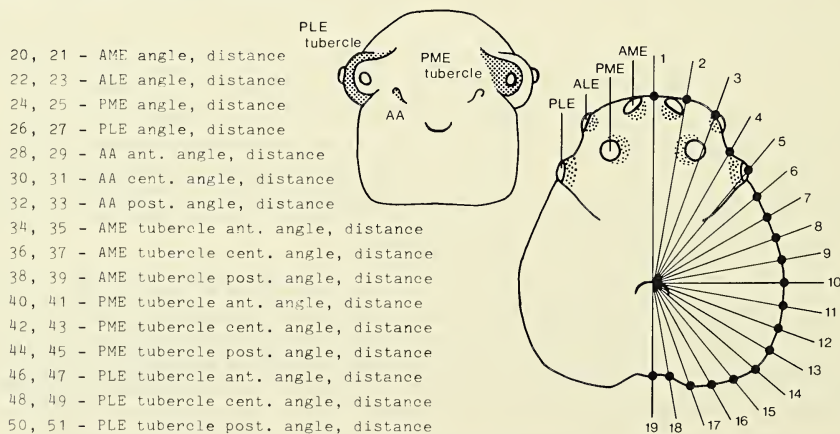 20, 21 - AME angle, distance
22, 23 - ALE angle, distance
24, 25 - PME angle, distance
26, 27 - PLE angle, distance
28, 29 - AA ant. angle, distance
30, 31 - AA cent. angle, distance
32, 33 - AA post. angle, distance
34, 35 - AME tubercle ant. angle, distance
36, 37 - AME tubercle cent. angle, distance
38, 39 - AME tubercle post. angle, distance
40, 41 - PME tubercle ant. angle, distance
42, 43 - PME tubercle cent. angle, distance
44, 45 - PME tubercle post. angle, distance
46, 47 - PLE tubercle ant. angle, distance
48, 49 - PLE tubercle cent. angle, distance
50, 51 - PLE tubercle post. angle, distance
PLE
tubercle
PME
tubercle
AA
PLE
ALE
PME
AME
1
2
3
4
5
6
7
8
9
10
11
12
13
14
15
16
17
18
19